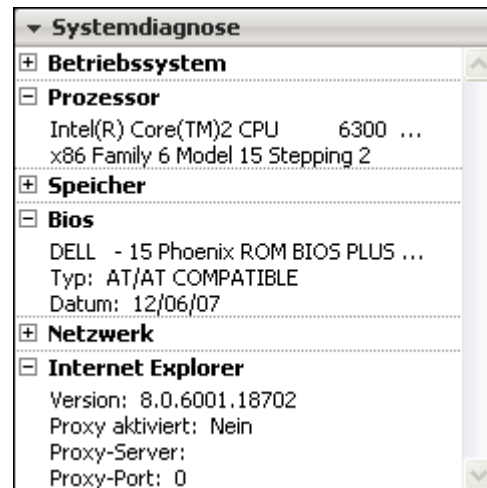 Systemdiagnose
Betriebssystem
Prozessor
Intel(R) Core(TM)2 CPU 6300 ...
x86 Family 6 Model 15 Stepping 2
Speicher
Bios
DELL - 15 Phoenix ROM BIOS PLUS ...
Typ: AT/AT COMPATIBLE
Datum: 12/06/07
Netzwerk
Internet Explorer
Version: 8.0.6001.18702
Proxy aktiviert: Nein
Proxy-Server:
Proxy-Port: 0